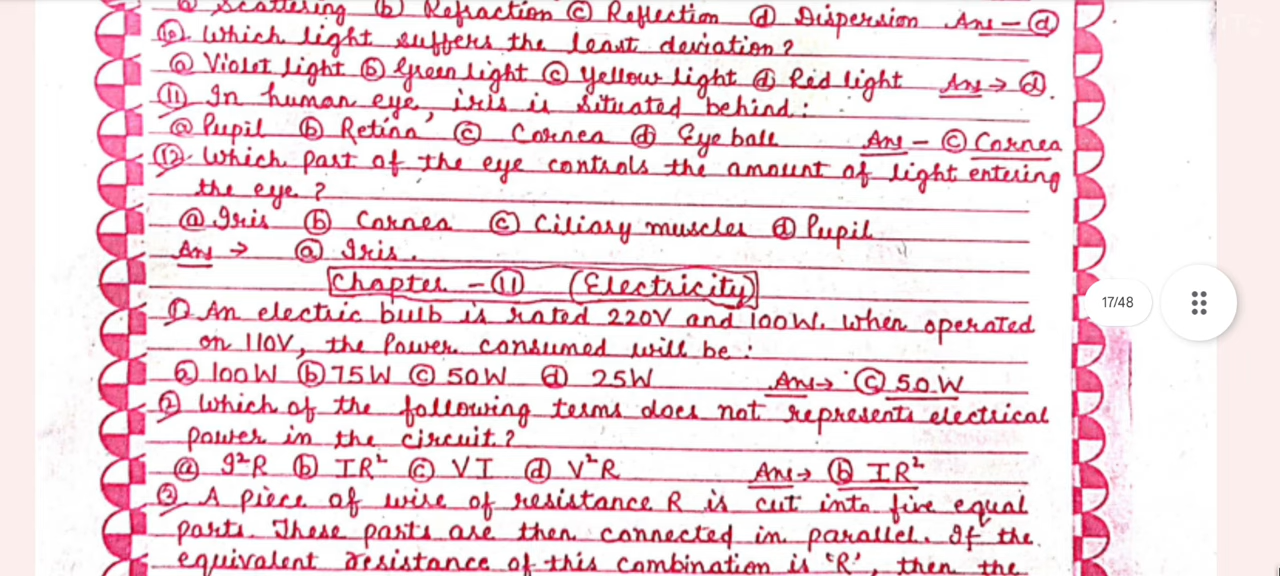 ⓐ Scattering ⓑ Refraction ⓒ Reflection ⓓ Dispersion Ans – ⓓ
⑩. Which light suffers the least deviation?
ⓐ Violet light ⓑ Green light ⓒ Yellow light ⓓ Red light Ans → ⓓ.
⑪ In human eye, iris is situated behind:
ⓐ Pupil ⓑ Retina ⓒ Cornea ⓓ Eye ball Ans – ⓒ Cornea
⑫. Which part of the eye controls the amount of light entering
the eye?
ⓐ Iris ⓑ Cornea ⓒ Ciliary muscles ⓓ Pupil
Ans → ⓐ Iris.
Chapter – ⑪ (Electricity)
① An electric bulb is rated 220V and 100W. When operated
on 110V, the Power consumed will be:
ⓐ 100W ⓑ 75W ⓒ 50W ⓓ 25W Ans → ⓒ 50W
② Which of the following terms does not represents electrical
power in the circuit?
ⓐ I²R ⓑ IR² ⓒ VI ⓓ V²R Ans → ⓑ IR²
③ A piece of wire of resistance R is cut into five equal
parts. These parts are then connected in parallel. If the
equivalent resistance of this combination is 'R', then the
17/48